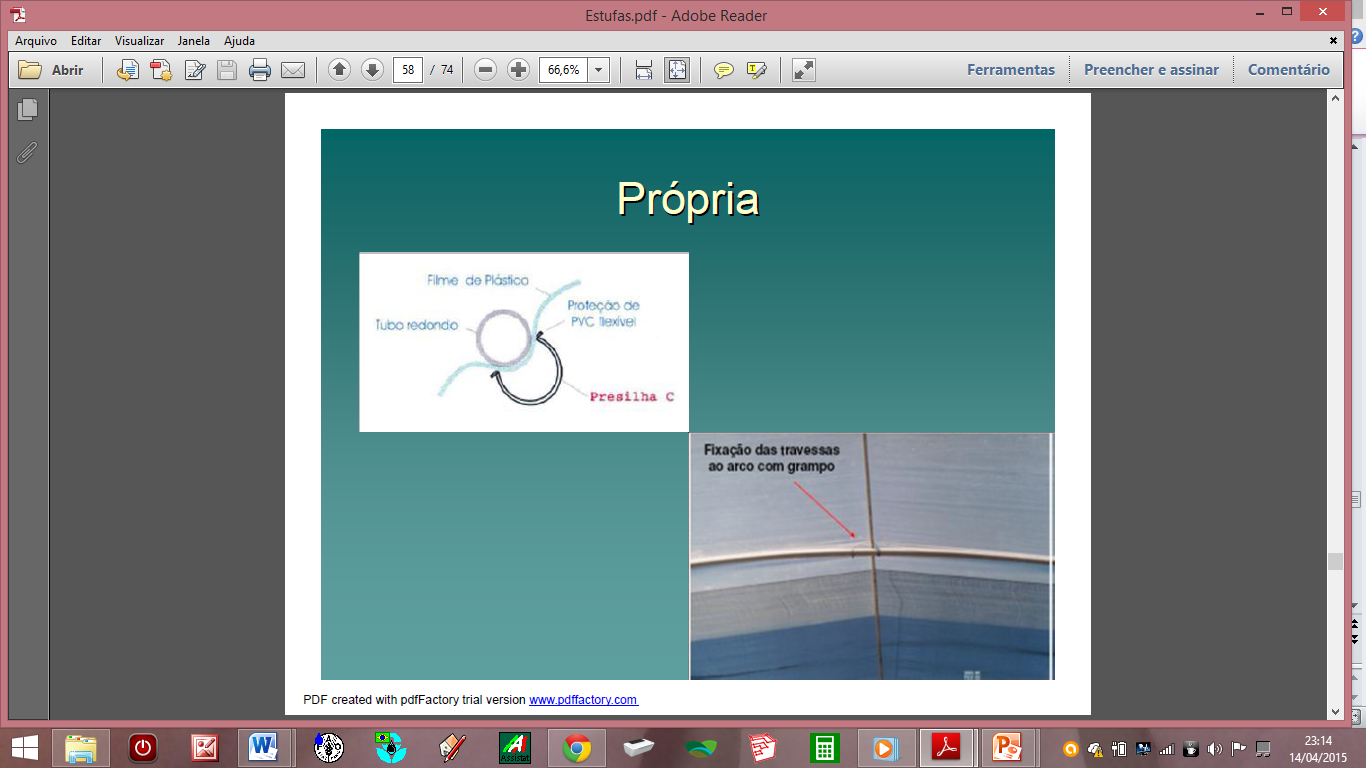 Estufas.pdf - Adobe Reader
Arquivo Editar Visualizar Janela Ajuda
Abrir 58 / 74 66,6% Ferramentas Preencher e assinar Comentário
Própria
Filme de Plástico
Proteção de
PVC flexível
Tubo redondo
Presilha C
Fixação das travessas
ao arco com grampo
PDF created with pdfFactory trial version www.pdffactory.com
Assistat
23:14
14/04/2015